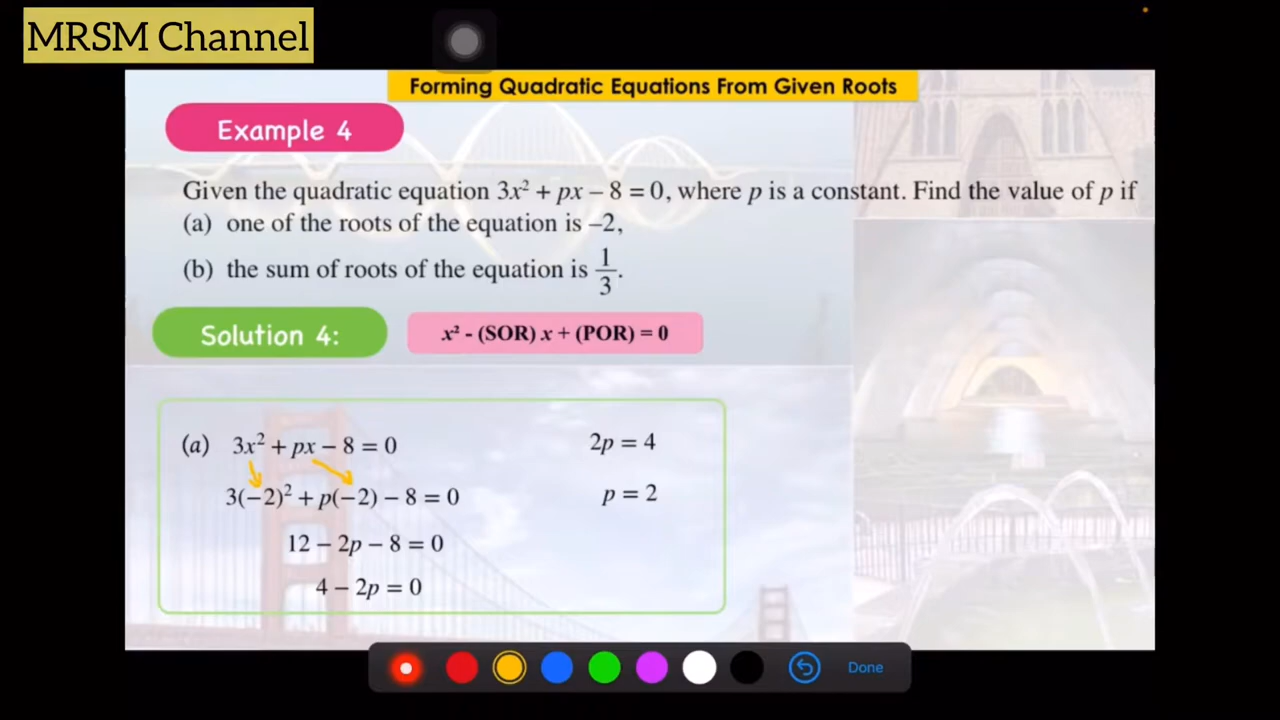 MRSM Channel
Forming Quadratic Equations From Given Roots
Example 4
Given the quadratic equation 3x² + px – 8 = 0, where p is a constant. Find the value of p if
(a) one of the roots of the equation is –2,
(b) the sum of roots of the equation is 1/3.
Solution 4:
x² - (SOR) x + (POR) = 0
(a) 3x² + px – 8 = 0
3(–2)² + p(–2) – 8 = 0
12 – 2p – 8 = 0
4 – 2p = 0
2p = 4
p = 2
Done